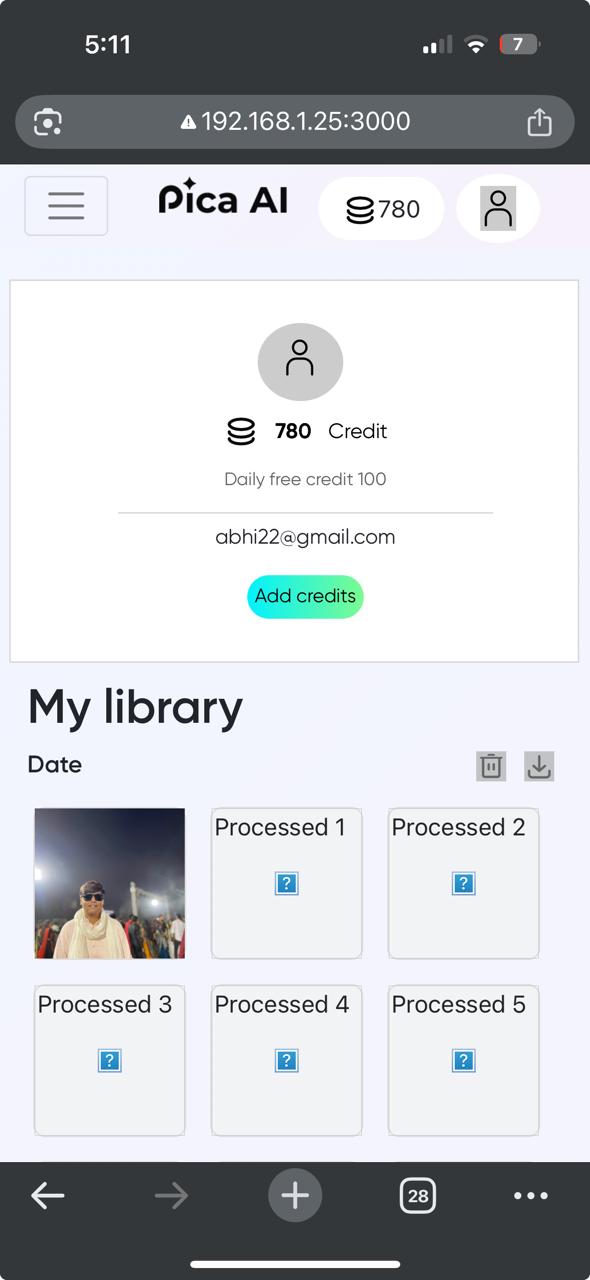 5:11
7
192.168.1.25:3000
Pica AI
780
780 Credit
Daily free credit 100
abhi22@gmail.com
Add credits
My library
Date
Processed 1
Processed 2
Processed 3
Processed 4
Processed 5
28